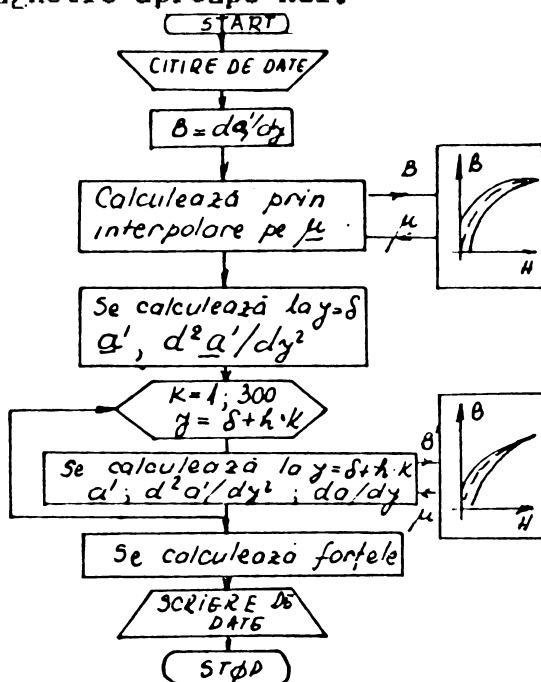 START
CITIRE DE DATE
B = da'/dy
Calculează prin
interpolare pe μ
B
μ
B
H
Se calculează la y=δ
a', d²a'/dy²
K=1; 300
y = δ+h·K
Se calculează la y=δ+h·K
a'; d²a'/dy²; da/dy
B
μ
B
H
Se calculează forțele
SCRIERE DE
DATE
STØP